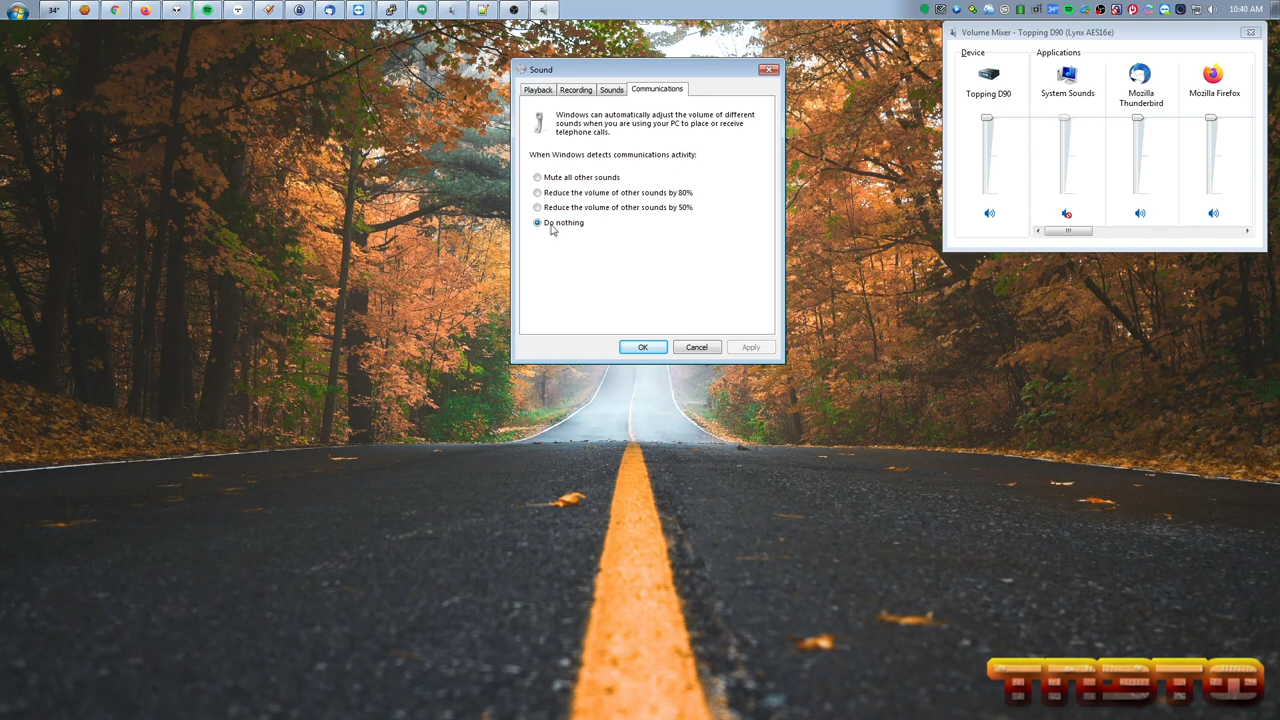 34°
34°
10:40 AM
Sound
Playback
Recording
Sounds
Communications
Windows can automatically adjust the volume of different
sounds when you are using your PC to place or receive
telephone calls.
When Windows detects communications activity:
Mute all other sounds
Reduce the volume of other sounds by 80%
Reduce the volume of other sounds by 50%
Do nothing
OK
Cancel
Apply
Volume Mixer - Topping D90 (Lynx AES16e)
Device
Applications
Topping D90
System Sounds
Mozilla
Thunderbird
Mozilla Firefox